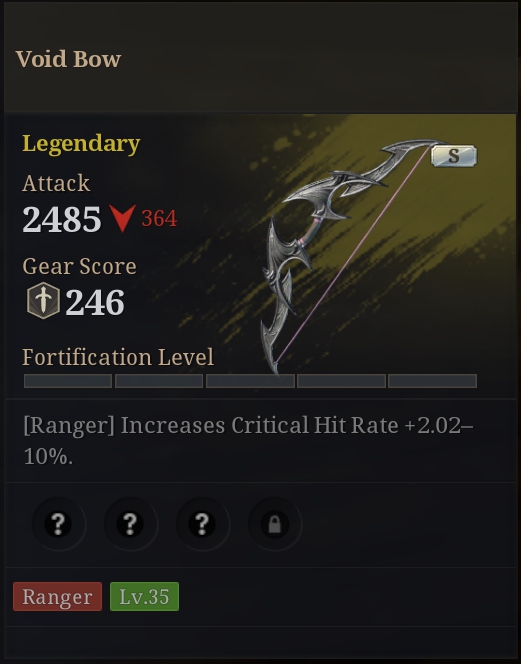 Void Bow
Legendary
S
Attack
2485 364
Gear Score
246
Fortification Level
[Ranger] Increases Critical Hit Rate +2.02–
10%.
? ? ?
Ranger Lv.35